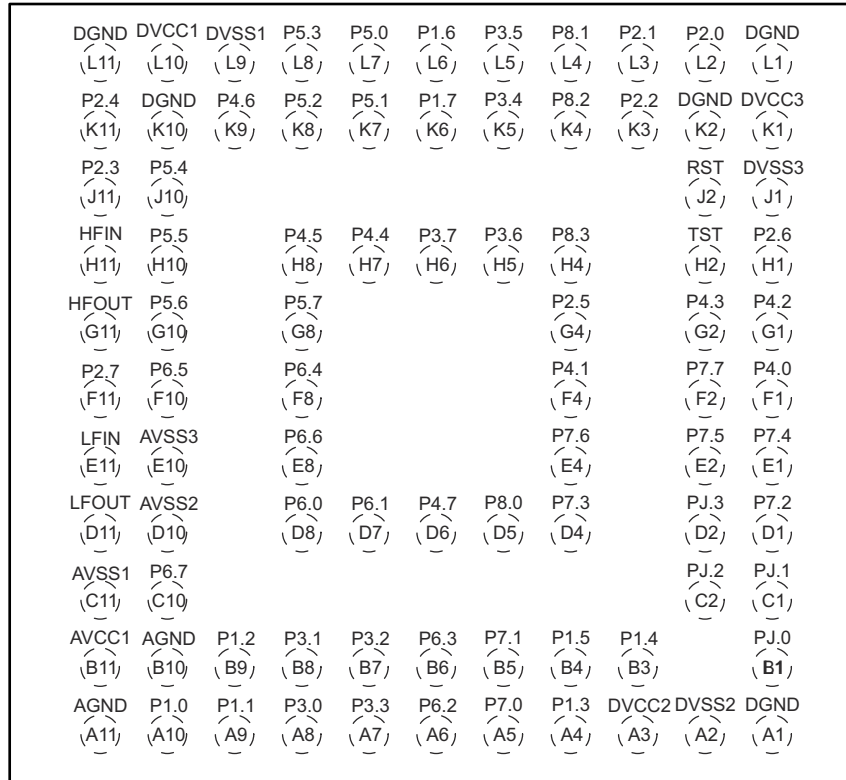 DGND DVCC1 DVSS1 P5.3 P5.0 P1.6 P3.5 P8.1 P2.1 P2.0 DGND
L11 L10 L9 L8 L7 L6 L5 L4 L3 L2 L1
P2.4 DGND P4.6 P5.2 P5.1 P1.7 P3.4 P8.2 P2.2 DGND DVCC3
K11 K10 K9 K8 K7 K6 K5 K4 K3 K2 K1
P2.3 P5.4 RST DVSS3
J11 J10 J2 J1
HFIN P5.5 P4.5 P4.4 P3.7 P3.6 P8.3 TST P2.6
H11 H10 H8 H7 H6 H5 H4 H2 H1
HFOUT P5.6 P5.7 P2.5 P4.3 P4.2
G11 G10 G8 G4 G2 G1
P2.7 P6.5 P6.4 P4.1 P7.7 P4.0
F11 F10 F8 F4 F2 F1
LFIN AVSS3 P6.6 P7.6 P7.5 P7.4
E11 E10 E8 E4 E2 E1
LFOUT AVSS2 P6.0 P6.1 P4.7 P8.0 P7.3 PJ.3 P7.2
D11 D10 D8 D7 D6 D5 D4 D2 D1
AVSS1 P6.7 PJ.2 PJ.1
C11 C10 C2 C1
AVCC1 AGND P1.2 P3.1 P3.2 P6.3 P7.1 P1.5 P1.4 PJ.0
B11 B10 B9 B8 B7 B6 B5 B4 B3 B1
AGND P1.0 P1.1 P3.0 P3.3 P6.2 P7.0 P1.3 DVCC2 DVSS2 DGND
A11 A10 A9 A8 A7 A6 A5 A4 A3 A2 A1